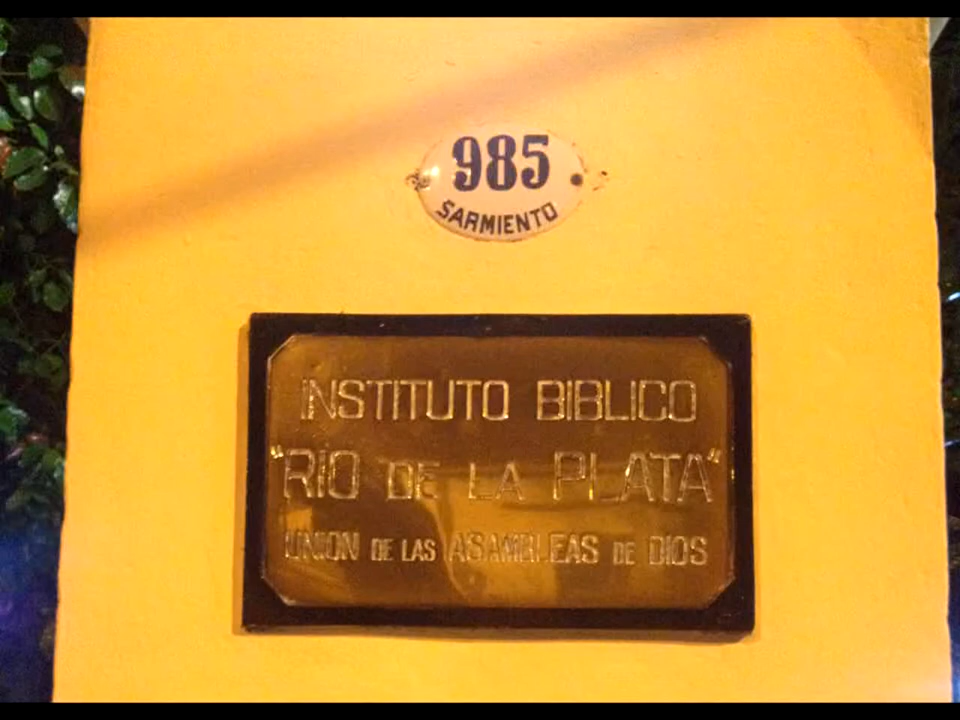 985
SARMIENTO
INSTITUTO BIBLICO
"RIO DE LA PLATA"
UNION DE LAS ASAMBLEAS DE DIOS